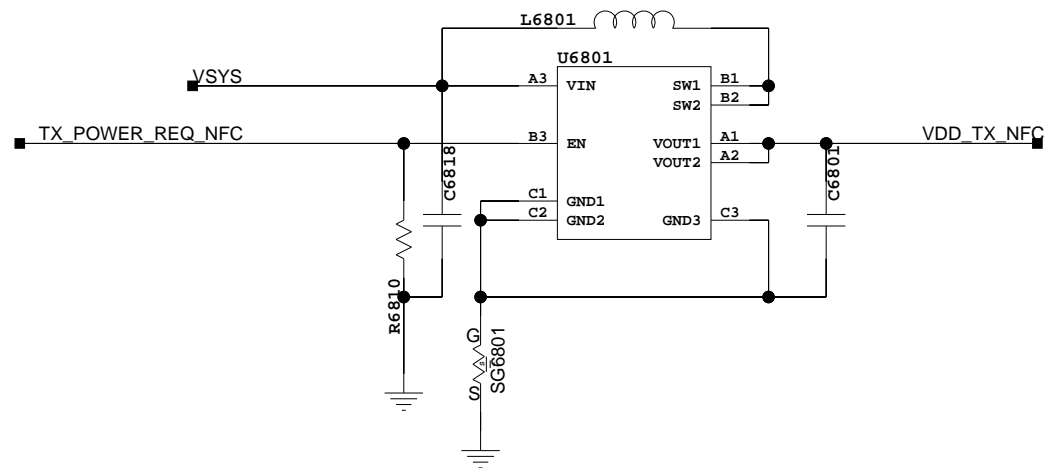 L6801
U6801
VSYS
A3
VIN
SW1
B1
SW2
B2
TX_POWER_REQ_NFC
B3
EN
VOUT1
A1
VOUT2
A2
VDD_TX_NFC
C6818
C6801
C1
GND1
C2
GND2
GND3
C3
R6810
G
SG6801
S